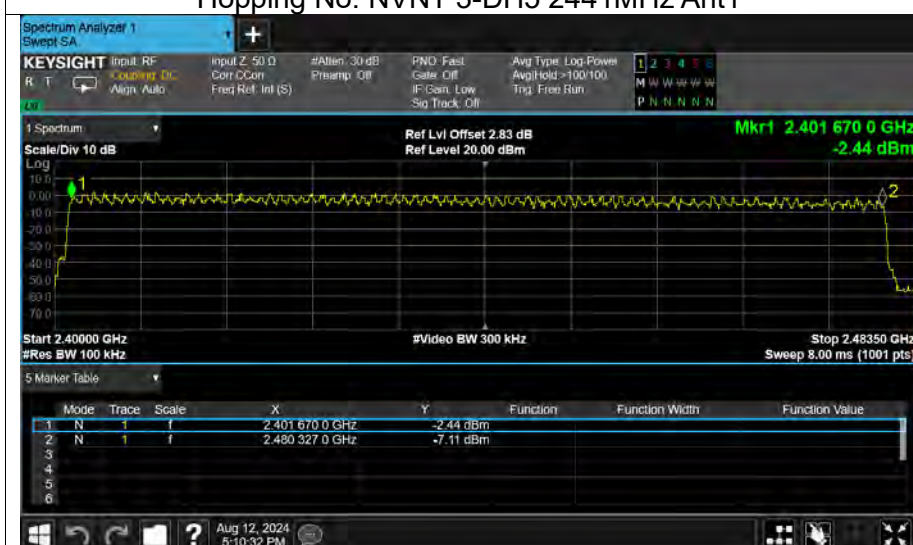 Hopping No. NVNT 3-DH5 2441MHz Ant1
Spectrum Analyzer 1
Swept SA
+
KEYSIGHT Input: RF Input Z: 50 Ω #Atten: 30 dB PNO: Fast Avg Type: Log-Power 1 2 3 4 5 6
R T Coupling: DC Corr CCorr Preamp: Off Gate: Off Avg|Hold: >100/100 M W W W W W
Align: Auto Freq Ref: Int (S) IF Gain: Low Trig: Free Run
Sig Track: Off P N N N N N
1 Spectrum Ref Lvl Offset 2.83 dB Mkr1 2.401 670 0 GHz
Scale/Div 10 dB Ref Level 20.00 dBm -2.44 dBm
Log
10.0
1
0.00
2
-10.0
-20.0
-30.0
-40.0
-50.0
-60.0
-70.0
Start 2.40000 GHz #Video BW 300 kHz Stop 2.48350 GHz
#Res BW 100 kHz Sweep 8.00 ms (1001 pts)
5 Marker Table
Mode Trace Scale X Y Function Function Width Function Value
1 N 1 f 2.401 670 0 GHz -2.44 dBm
2 N 1 f 2.480 327 0 GHz -7.11 dBm
3
4
5
6
? Aug 12, 2024
5:10:32 PM